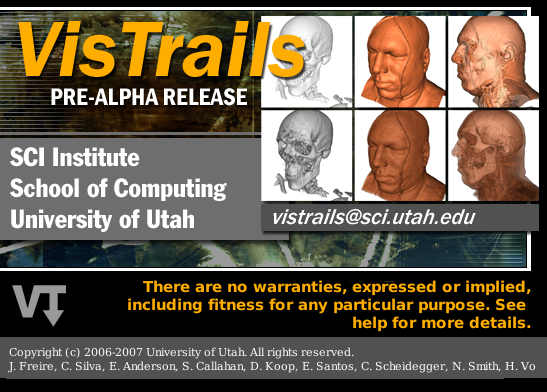 VisTrails
PRE-ALPHA RELEASE
SCI Institute
School of Computing
University of Utah
vistrails@sci.utah.edu
VT
There are no warranties, expressed or implied,
including fitness for any particular purpose. See
help for more details.
Copyright (c) 2006-2007 University of Utah. All rights reserved.
J. Freire, C. Silva, E. Anderson, S. Callahan, D. Koop, E. Santos, C. Scheidegger, N. Smith, H. Vo